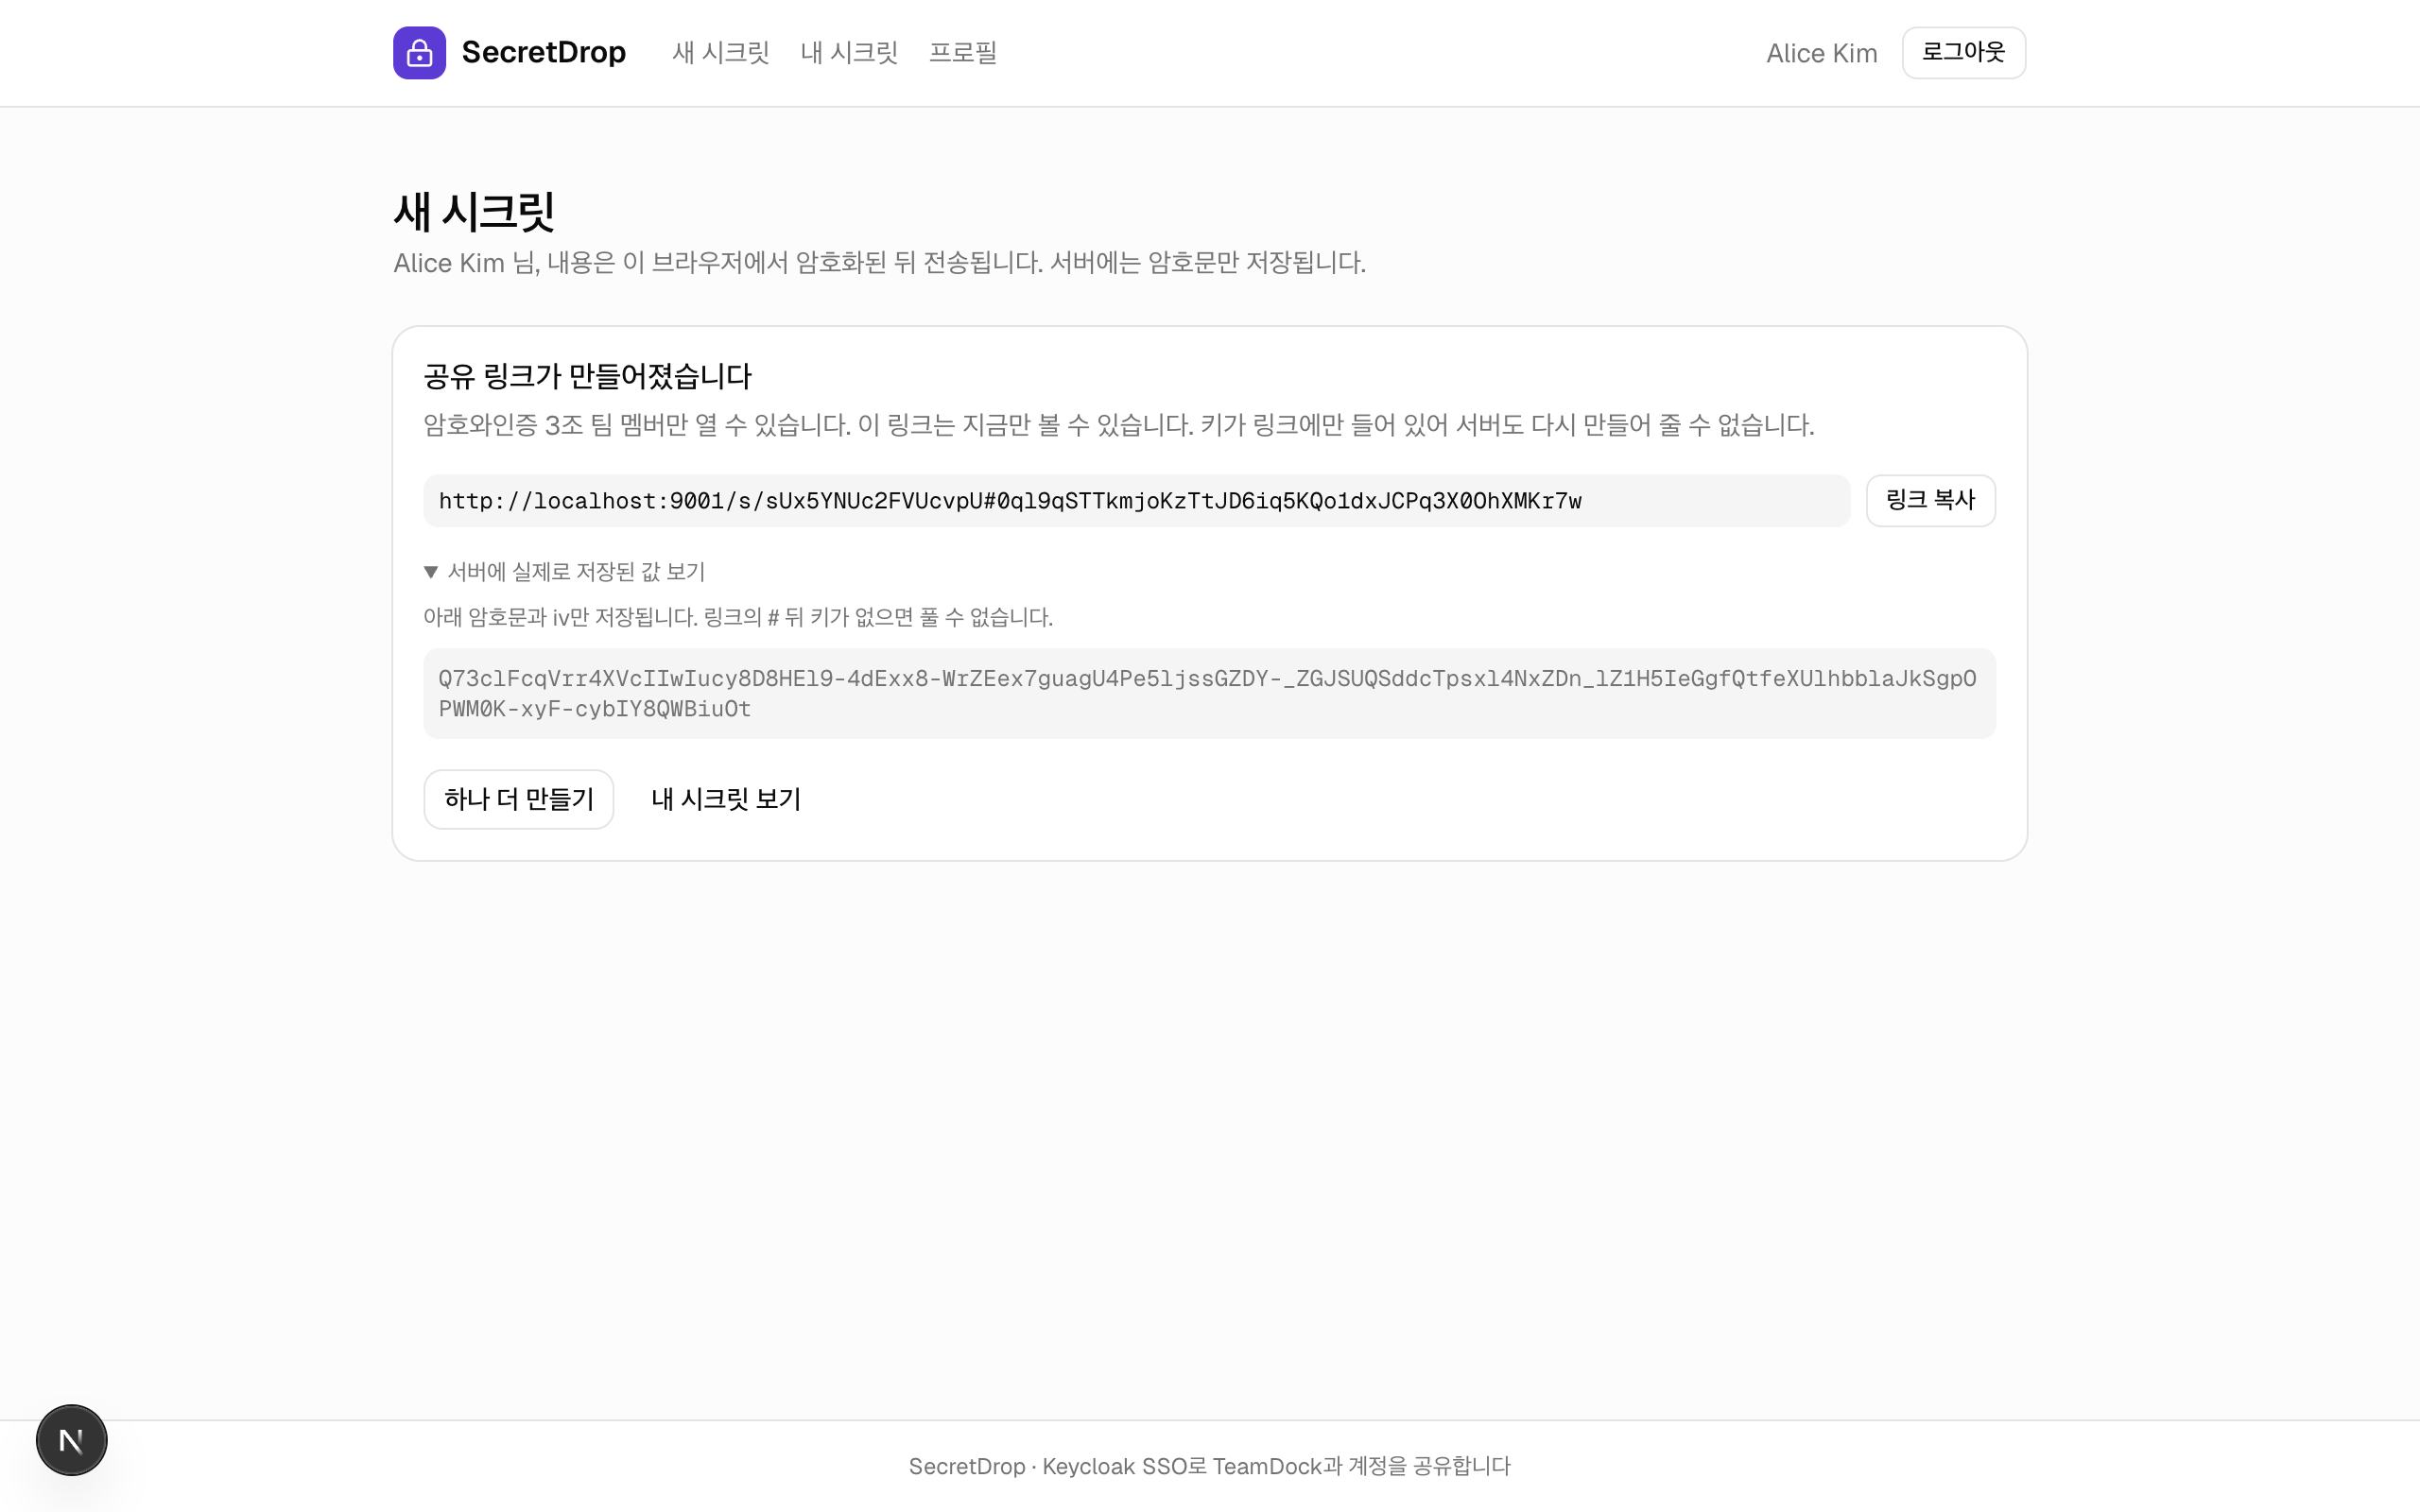 SecretDrop 새 시크릿 내 시크릿 프로필 Alice Kim 로그아웃
새 시크릿
Alice Kim 님, 내용은 이 브라우저에서 암호화된 뒤 전송됩니다. 서버에는 암호문만 저장됩니다.
공유 링크가 만들어졌습니다
암호와인증 3조 팀 멤버만 열 수 있습니다. 이 링크는 지금만 볼 수 있습니다. 키가 링크에만 들어 있어 서버도 다시 만들어 줄 수 없습니다.
http://localhost:9001/s/sUx5YNUc2FVUcvpU#0ql9qSTTkmjoKzTtJD6iq5KQo1dxJCPq3X0OhXMKr7w 링크 복사
▼ 서버에 실제로 저장된 값 보기
아래 암호문과 iv만 저장됩니다. 링크의 # 뒤 키가 없으면 풀 수 없습니다.
Q73clFcqVrr4XVcIIwIucy8D8HEl9-4dExx8-WrZEex7guagU4Pe5ljssGZDY-_ZGJSUQSddcTpsxl4NxZDn_lZ1H5IeGgfQtfeXUlhbblaJkSgpO
PWM0K-xyF-cybIY8QWBiuOt
하나 더 만들기 내 시크릿 보기
N
SecretDrop · Keycloak SSO로 TeamDock과 계정을 공유합니다